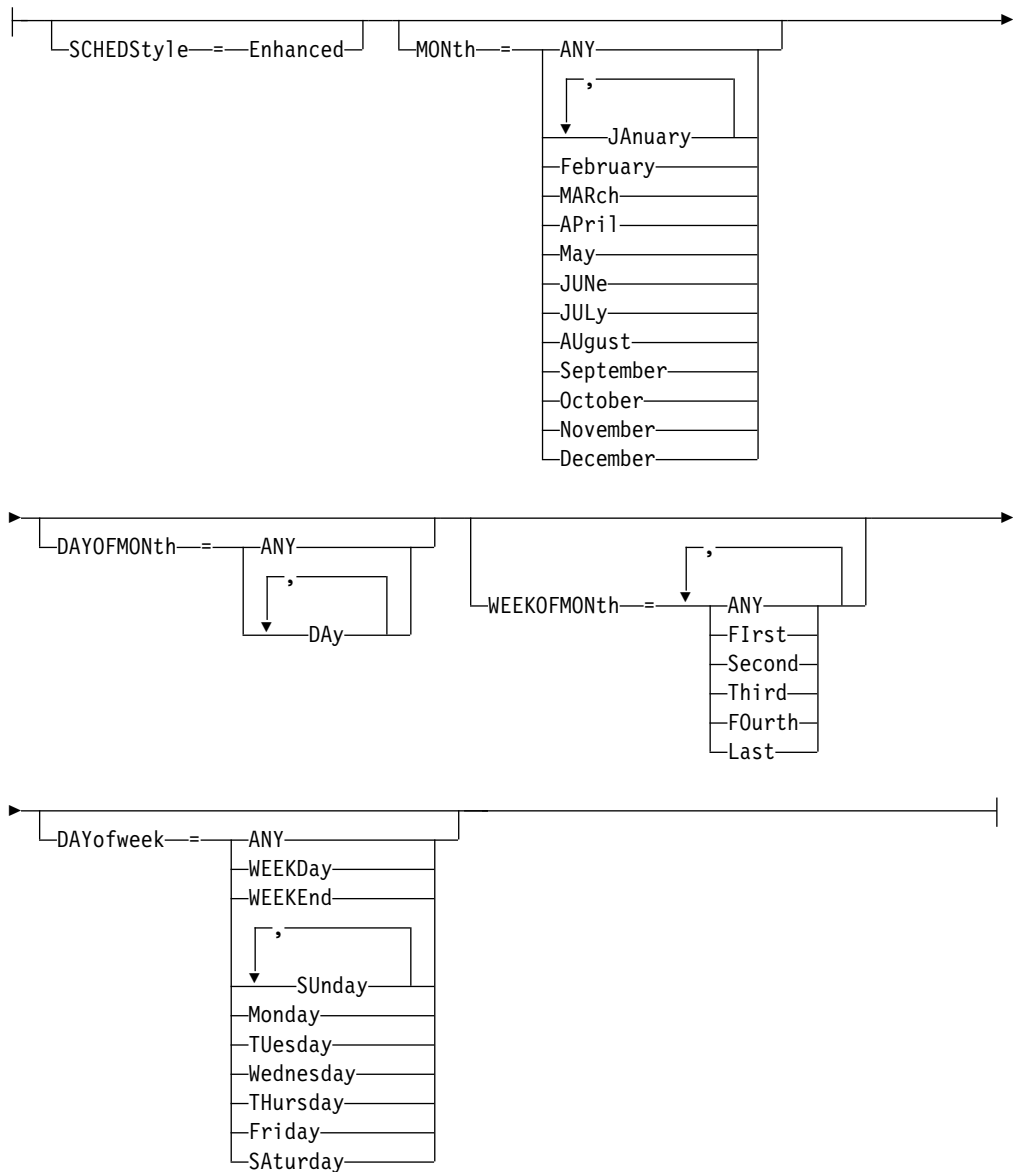 SCHEDStyle = Enhanced MONth = ANY
,
JAnuary
February
MARch
APril
May
JUNe
JULy
AUgust
September
October
November
December
DAYOFMONth = ANY
,
DAy
WEEKOFMONth = ,
ANY
FIrst
Second
Third
FOurth
Last
DAYofweek = ANY
WEEKDay
WEEKEnd
,
SUnday
Monday
TUesday
Wednesday
THursday
Friday
SAturday